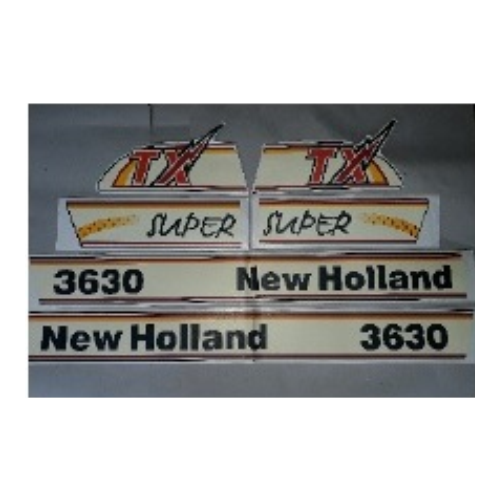 TX TX
SUPER SUPER
3630 New Holland
New Holland 3630